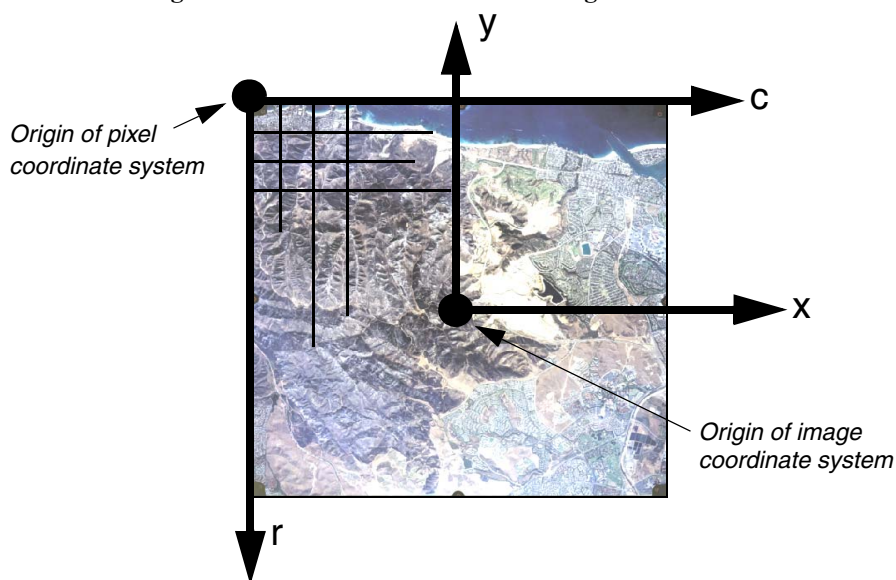 y
c
Origin of pixel
coordinate system
x
Origin of image
coordinate system
r